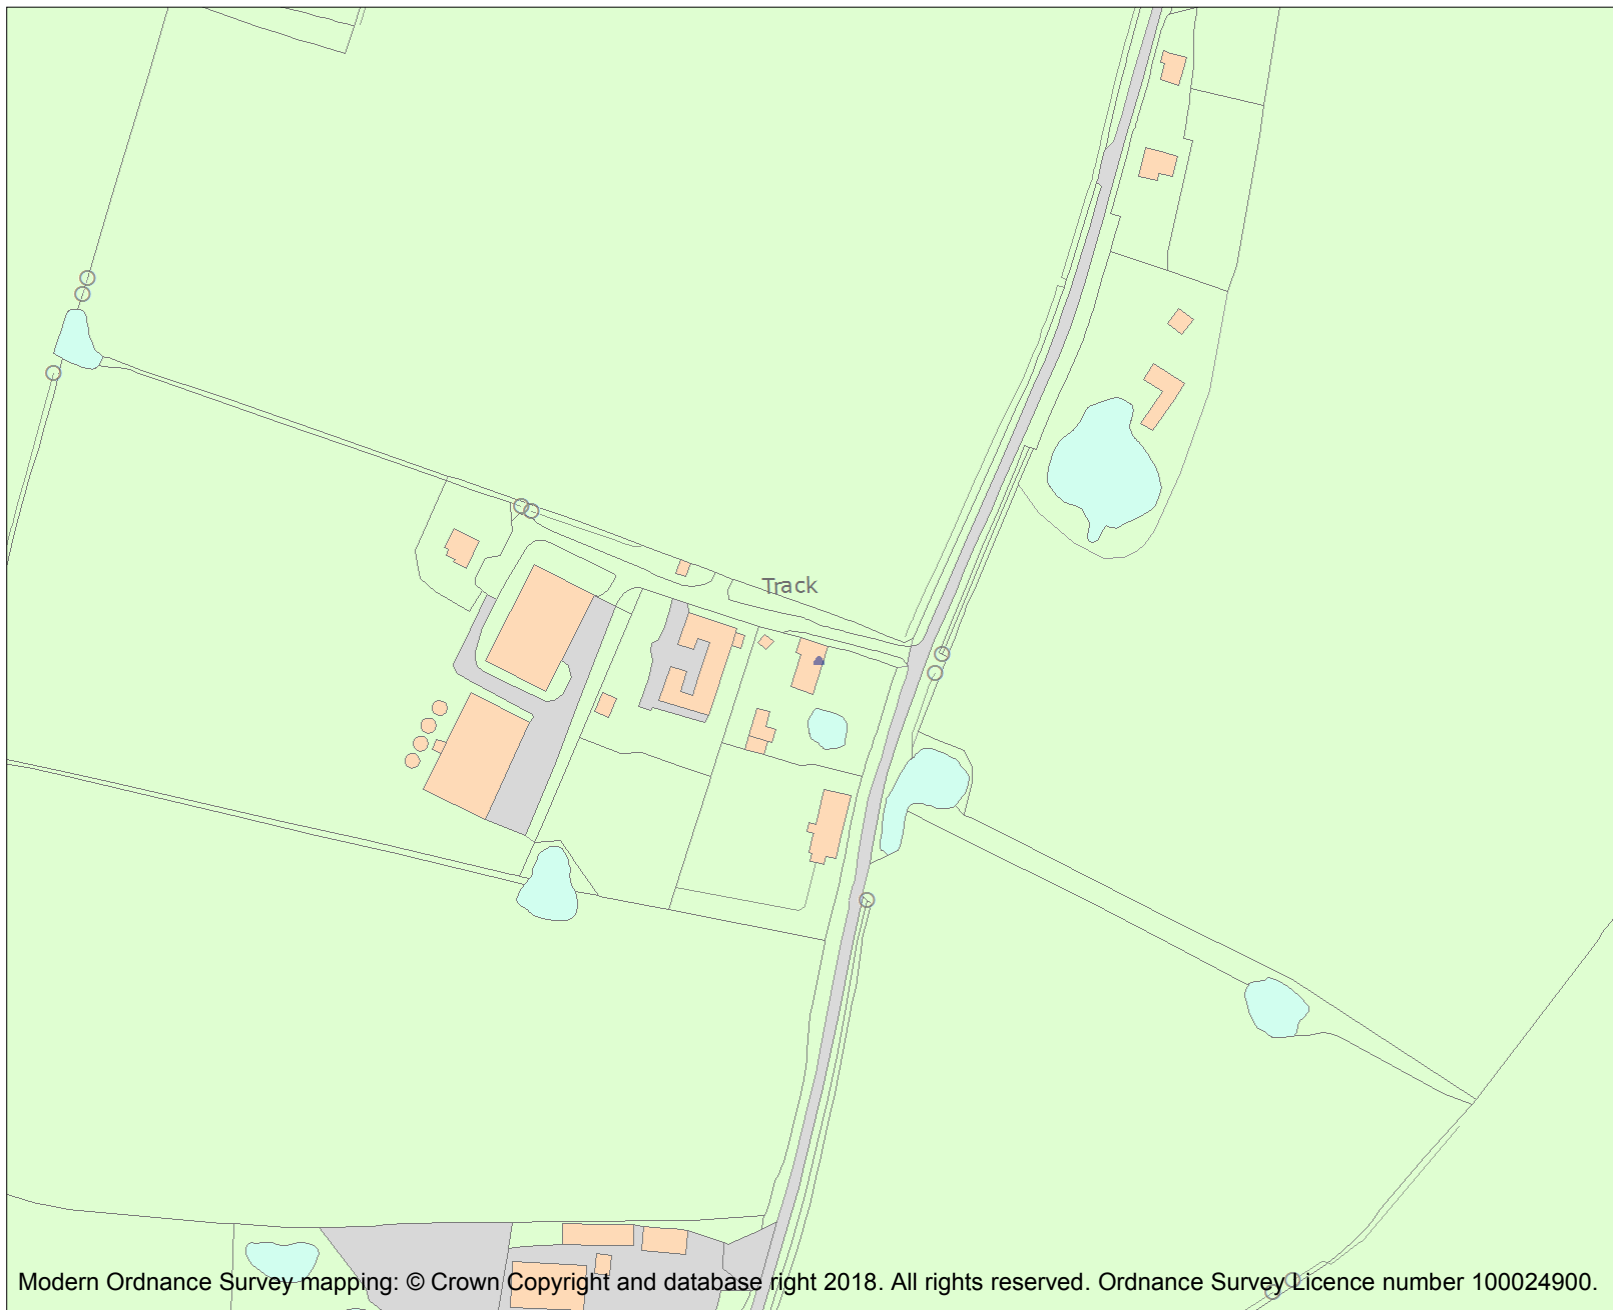 Track
Modern Ordnance Survey mapping: © Crown Copyright and database right 2018. All rights reserved. Ordnance Survey Licence number 100024900.